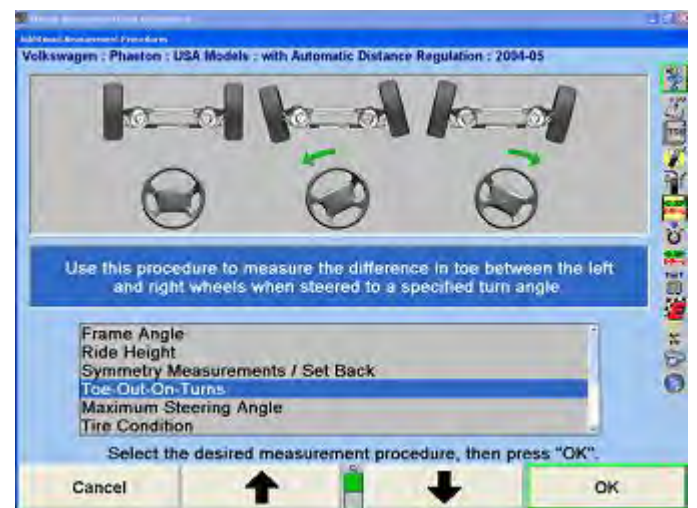 Additional Measurement Procedures
Volkswagen : Phaeton : USA Models : with Automatic Distance Regulation : 2004-05
Use this procedure to measure the difference in toe between the left
and right wheels when steered to a specified turn angle
Frame Angle
Ride Height
Symmetry Measurements / Set Back
Toe-Out-On-Turns
Maximum Steering Angle
Tire Condition
Select the desired measurement procedure, then press "OK".
Cancel
OK